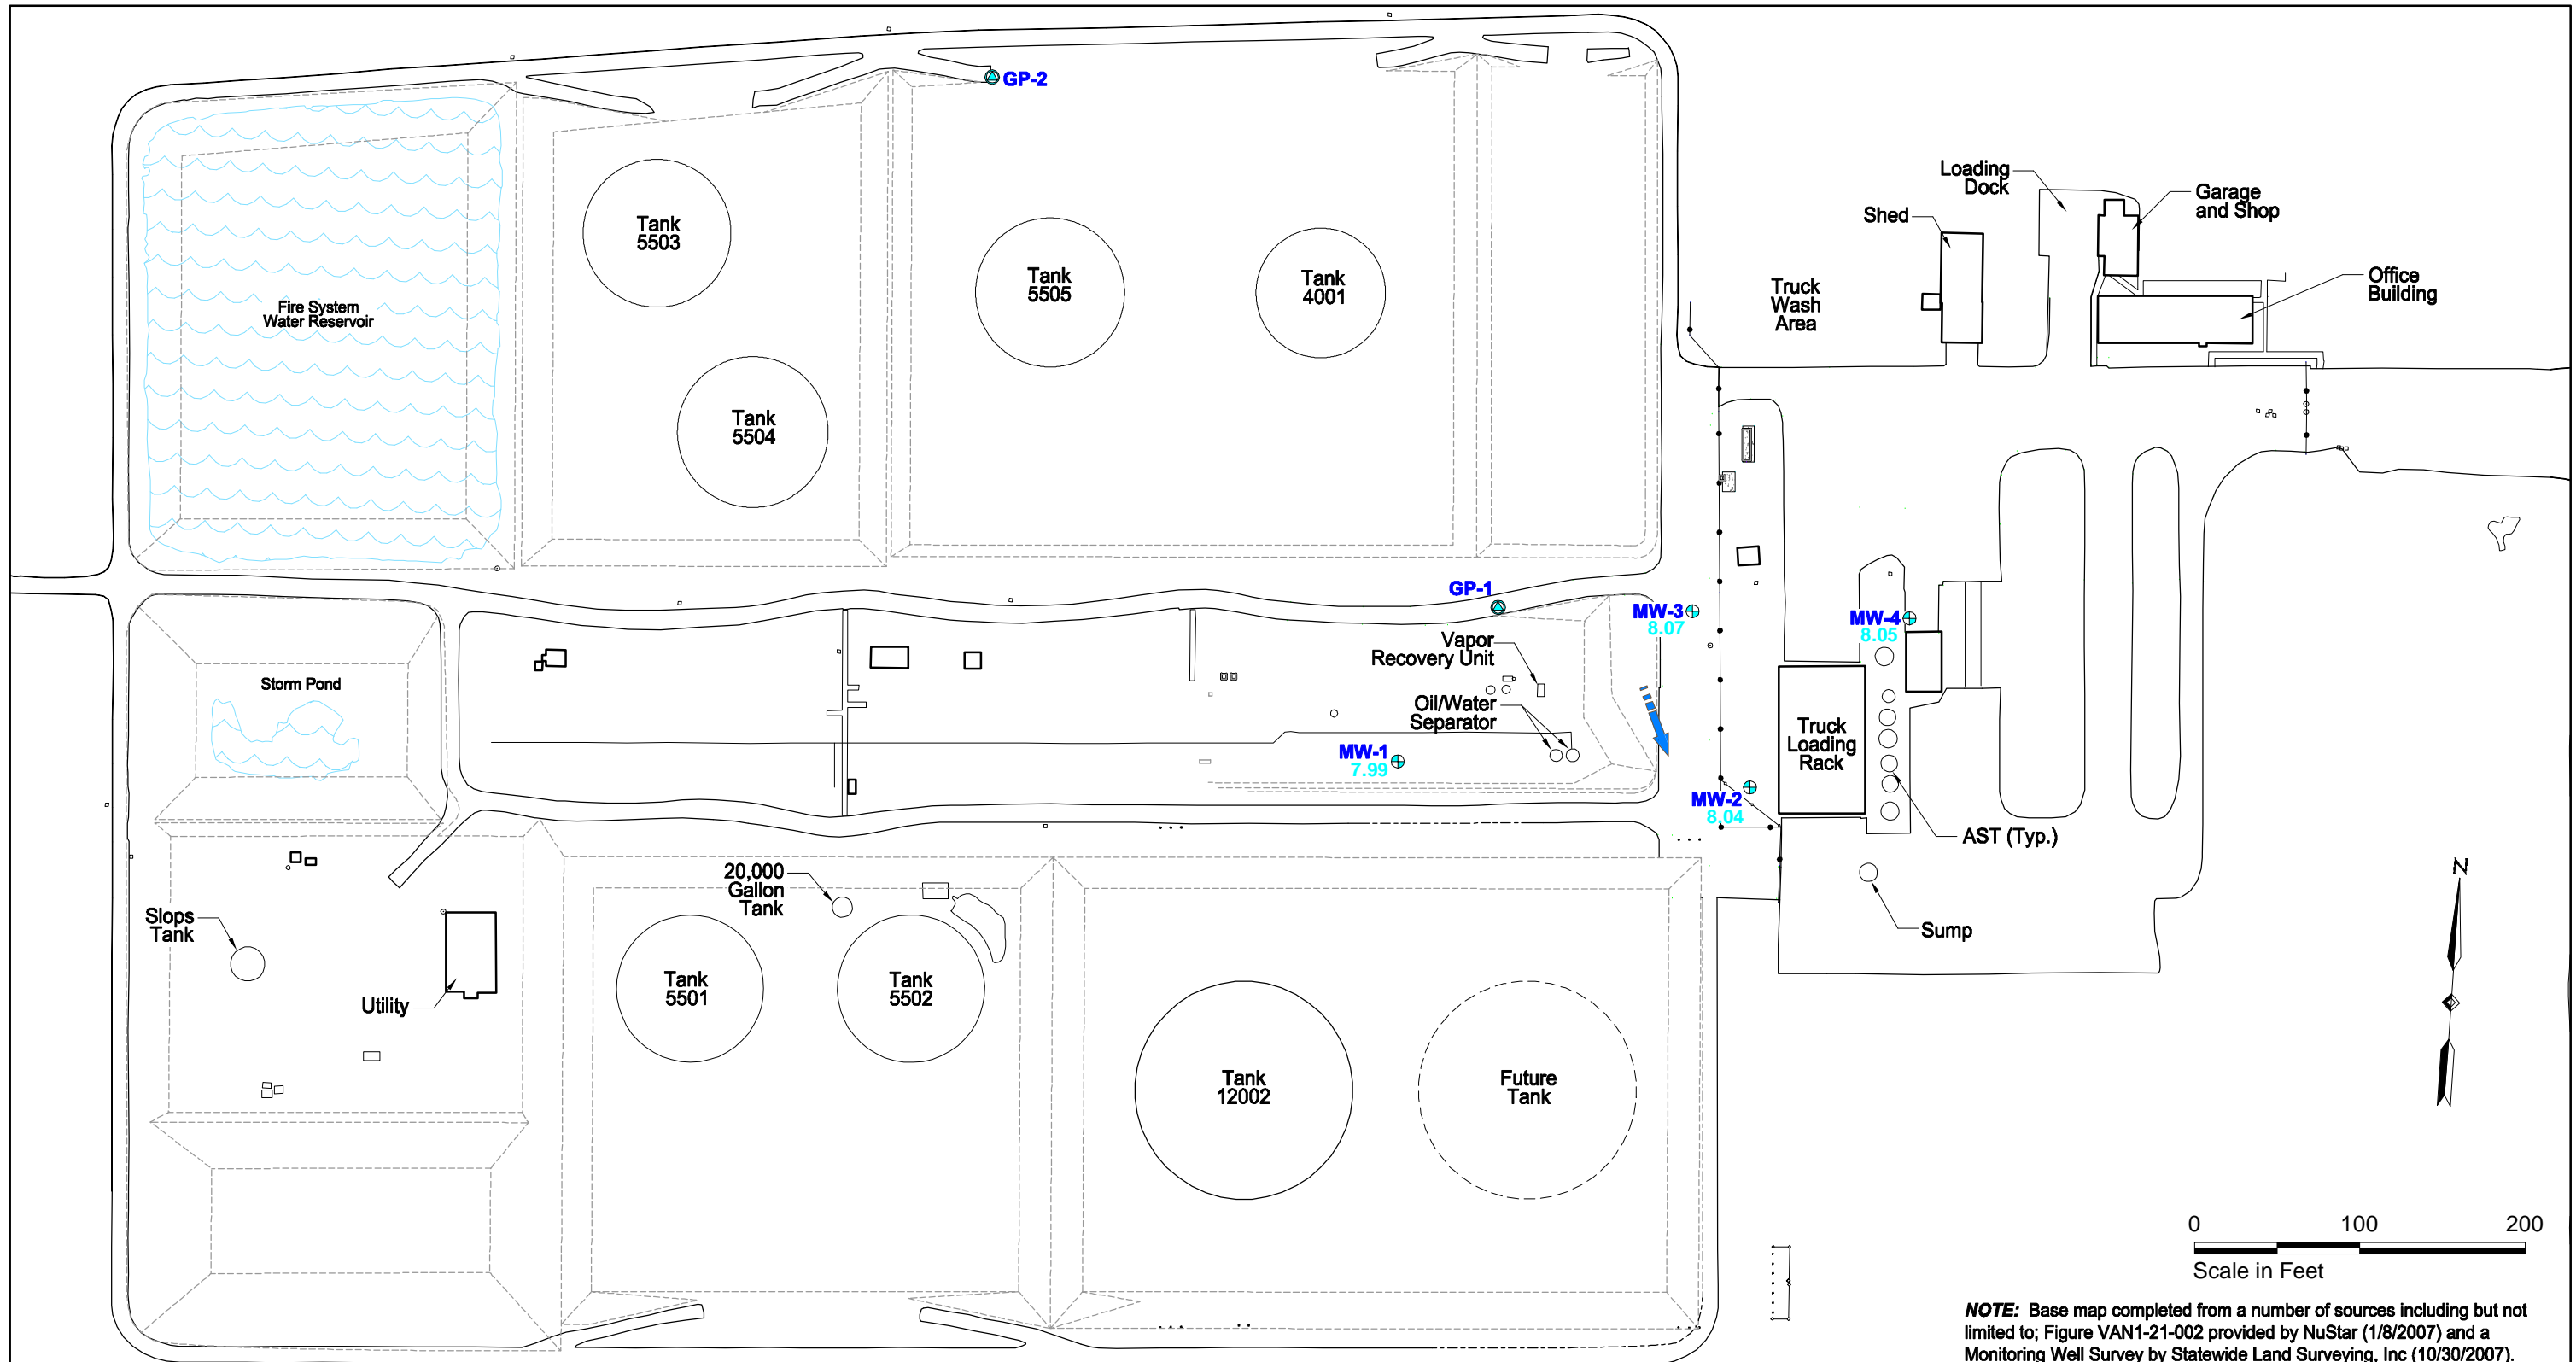 GP-2
Loading
Dock
Garage
and Shop
Shed
Tank
5503
Tank
5505
Tank
4001
Truck
Wash
Area
Office
Building
Fire System
Water Reservoir
Tank
5504
GP-1
MW-3
8.07
MW-4
8.05
Vapor
Recovery Unit
Storm Pond
Oil/Water
Separator
Truck
Loading
Rack
MW-1
7.99
MW-2
8.04
AST (Typ.)
20,000
Gallon
Tank
N
Slops
Tank
Sump
Tank
5501
Tank
5502
Utility
Tank
12002
Future
Tank
0 100 200
Scale in Feet
NOTE: Base map completed from a number of sources including but not
limited to; Figure VAN1-21-002 provided by NuStar (1/8/2007) and a
Monitoring Well Survey by Statewide Land Surveying, Inc (10/30/2007).